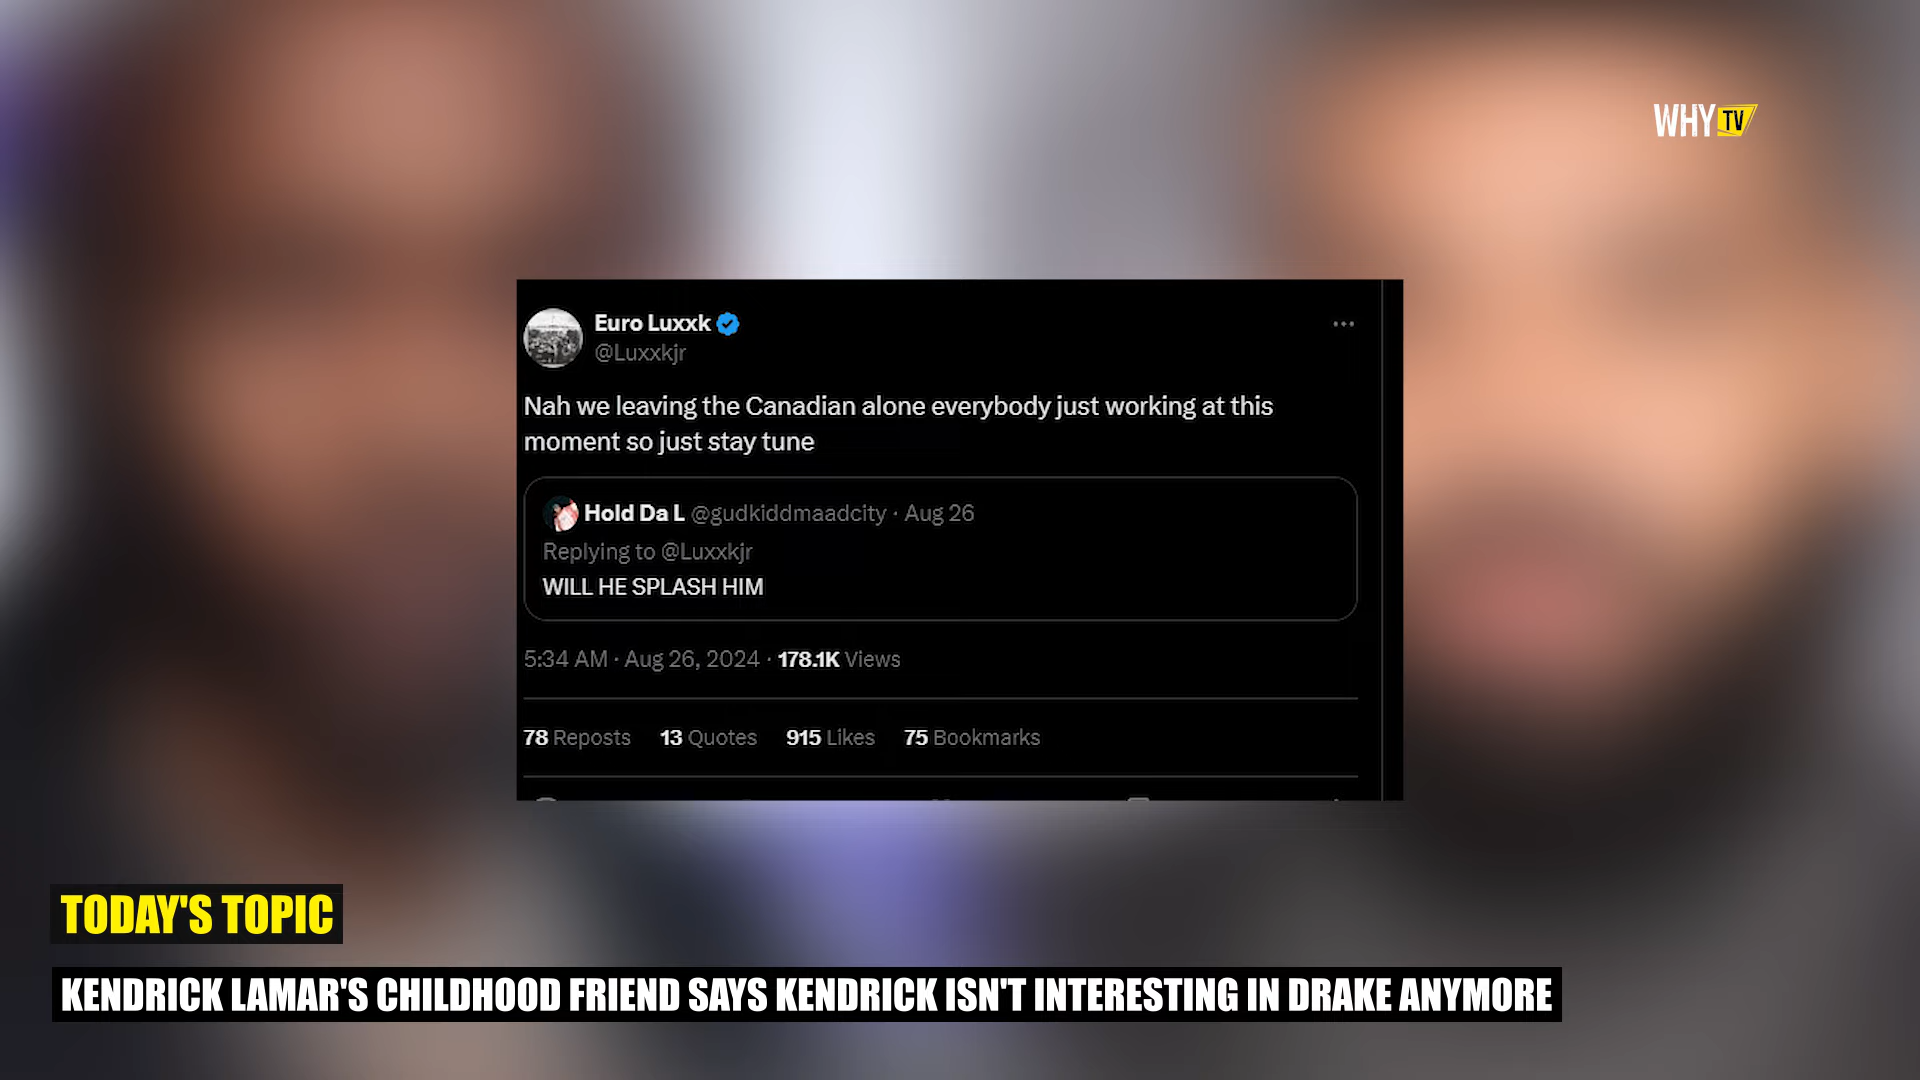 WHY TV
Euro Luxxk
@Luxxkjr
Nah we leaving the Canadian alone everybody just working at this
moment so just stay tune
Hold Da L @gudkiddmaadcity · Aug 26
Replying to @Luxxkjr
WILL HE SPLASH HIM
5:34 AM · Aug 26, 2024 · 178.1K Views
78 Reposts 13 Quotes 915 Likes 75 Bookmarks
TODAY'S TOPIC
KENDRICK LAMAR'S CHILDHOOD FRIEND SAYS KENDRICK ISN'T INTERESTING IN DRAKE ANYMORE